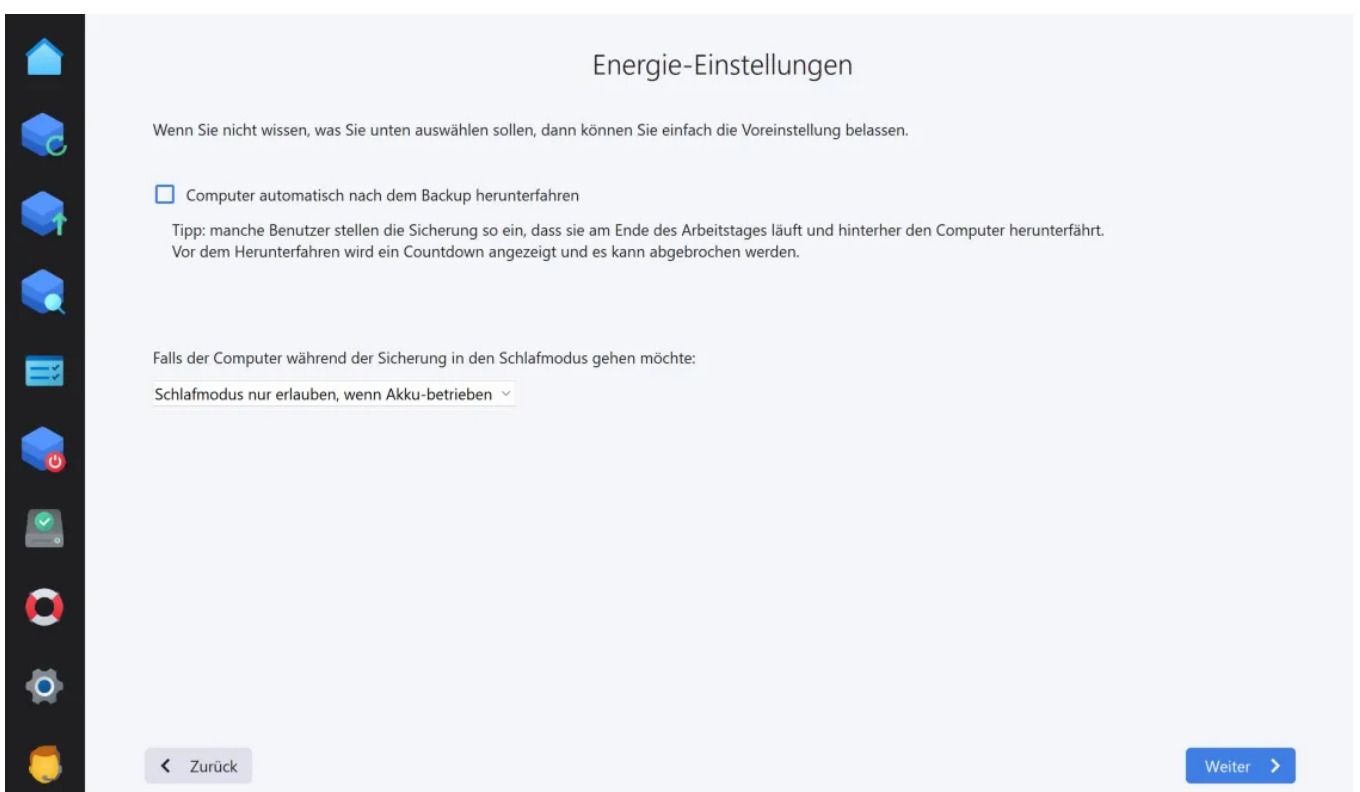 Energie-Einstellungen
Wenn Sie nicht wissen, was Sie unten auswählen sollen, dann können Sie einfach die Voreinstellung belassen.
Computer automatisch nach dem Backup herunterfahren
Tipp: manche Benutzer stellen die Sicherung so ein, dass sie am Ende des Arbeitstages läuft und hinterher den Computer herunterfährt.
Vor dem Herunterfahren wird ein Countdown angezeigt und es kann abgebrochen werden.
Falls der Computer während der Sicherung in den Schlafmodus gehen möchte:
Schlafmodus nur erlauben, wenn Akku-betrieben
Zurück
Weiter